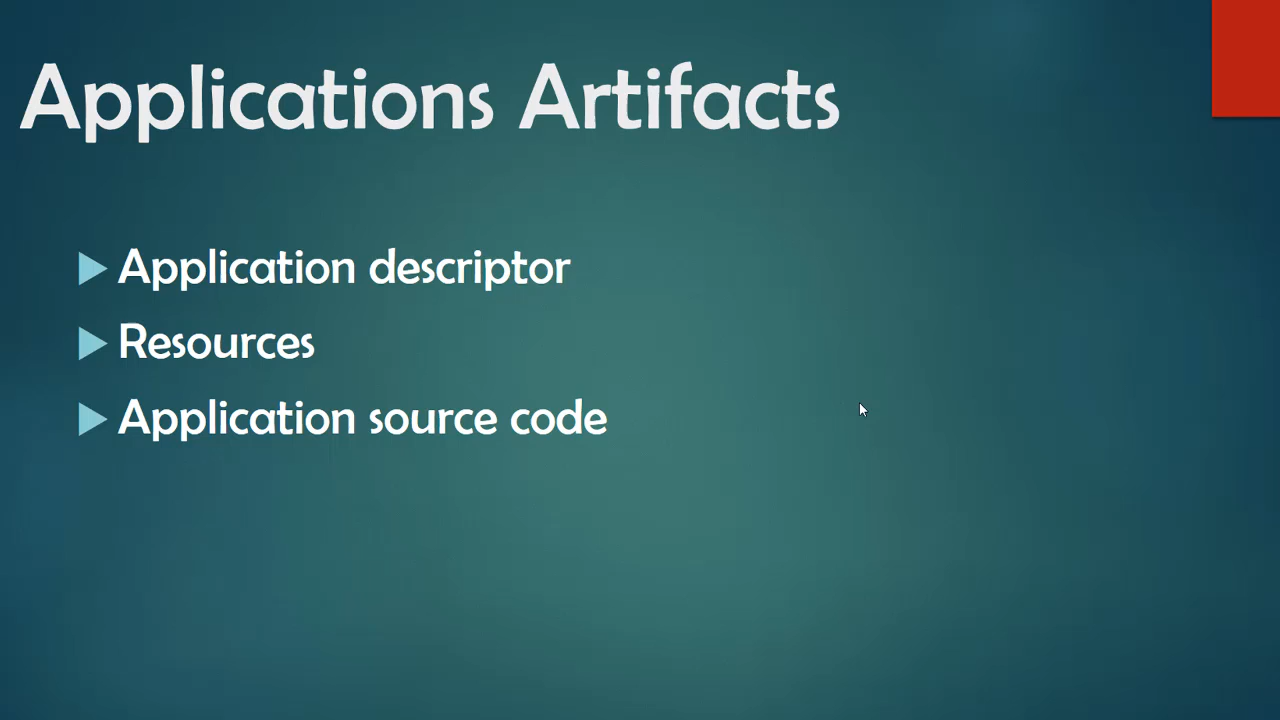 Applications Artifacts
Application descriptor
Resources
Application source code